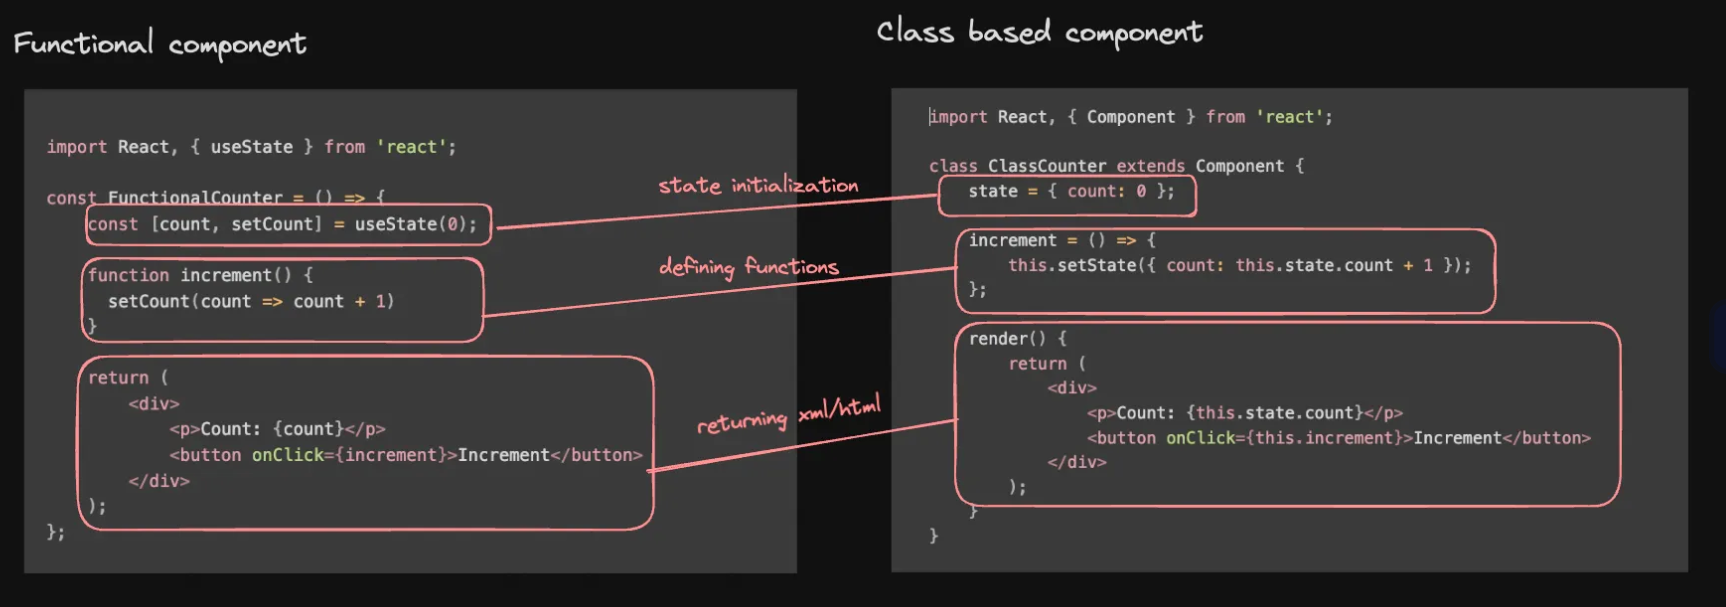 Functional component
import React, { useState } from 'react';
const FunctionalCounter = () => {
const [count, setCount] = useState(0);
function increment() {
setCount(count => count + 1)
}
return (
<div>
<p>Count: {count}</p>
<button onClick={increment}>Increment</button>
</div>
);
};
state initialization
defining functions
returning xml/html
Class based component
import React, { Component } from 'react';
class ClassCounter extends Component {
state = { count: 0 };
increment = () => {
this.setState({ count: this.state.count + 1 });
};
render() {
return (
<div>
<p>Count: {this.state.count}</p>
<button onClick={this.increment}>Increment</button>
</div>
);
}
}